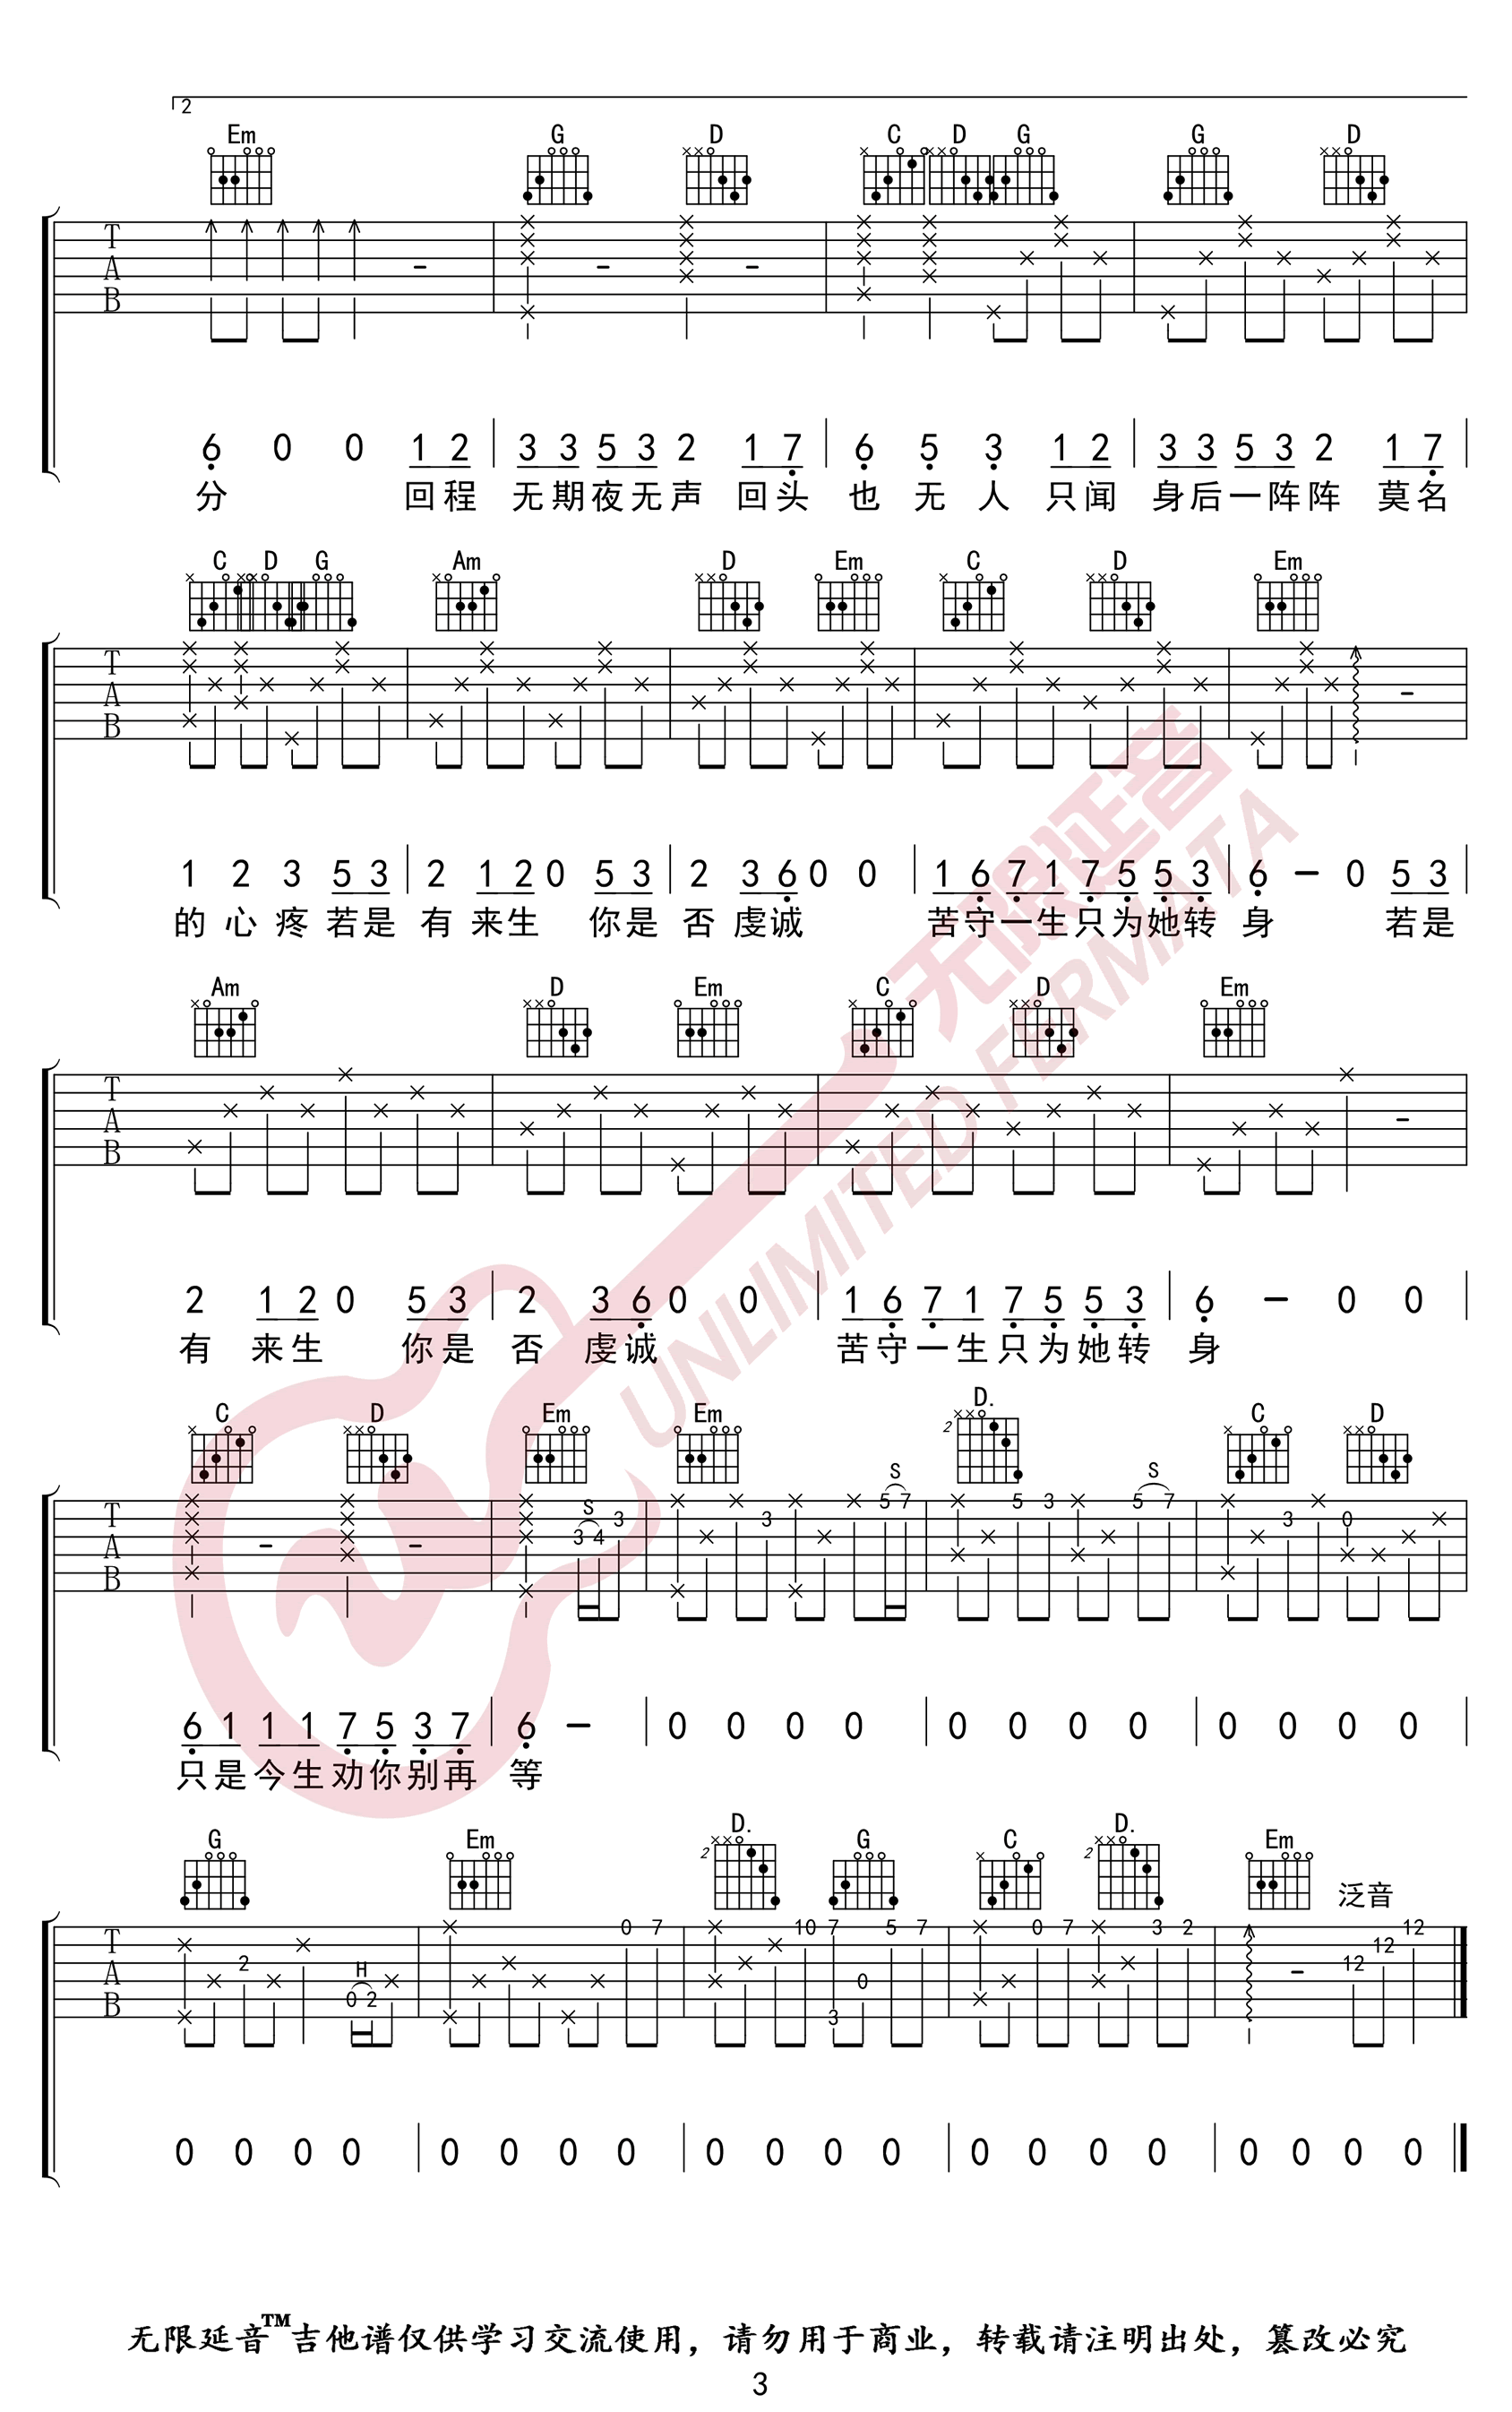 2
Em G D C D G G D
T
A
B
6 0 0 1 2 3 3 5 3 2 1 7 6 5 3 1 2 3 3 5 3 2 1 7
分 回程 无期夜无声 回头 也 无 人 只闻 身后一阵阵 莫名
C D G Am D Em C D Em
T
A
B
1 2 3 5 3 2 1 2 0 5 3 2 3 6 0 0 1 6 7 1 7 5 5 3 6 - 0 5 3
的 心 疼 若是 有 来生 你是 否 虔诚 苦守一生只为她转 身 若是
Am D Em C D Em
T
A
B
2 1 2 0 5 3 2 3 6 0 0 1 6 7 1 7 5 5 3 6 - 0 0
有 来生 你是 否 虔诚 苦守一生只为她转 身
C D Em Em D. C D
2
S S S
T
A
B
3 4 3 3 5 7 5 3 5 7 3 0
6 1 1 1 7 5 3 7 6 - 0 0 0 0 0 0 0 0 0 0 0 0
只是今生劝你别再 等
G Em D. G C D. Em 泛音
2 2
H
T
A
B
0 7 10 7 5 7 0 7 3 2 12
12
2 12
0
0 2
3
0 0 0 0 0 0 0 0 0 0 0 0 0 0 0 0 0 0 0 0
无限延音
UNLIMITED FERMATA
无限延音™吉他谱仅供学习交流使用，请勿用于商业，转载请注明出处，篡改必究
3